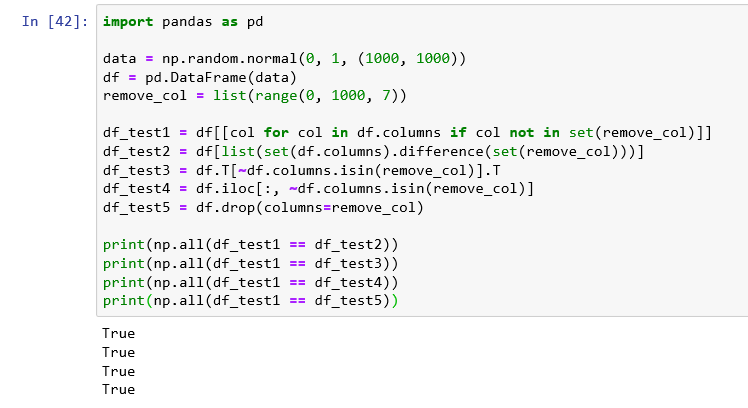 In [42]: import pandas as pd
data = np.random.normal(0, 1, (1000, 1000))
df = pd.DataFrame(data)
remove_col = list(range(0, 1000, 7))
df_test1 = df[[col for col in df.columns if col not in set(remove_col)]]
df_test2 = df[list(set(df.columns).difference(set(remove_col)))]
df_test3 = df.T[~df.columns.isin(remove_col)].T
df_test4 = df.iloc[:, ~df.columns.isin(remove_col)]
df_test5 = df.drop(columns=remove_col)
print(np.all(df_test1 == df_test2))
print(np.all(df_test1 == df_test3))
print(np.all(df_test1 == df_test4))
print(np.all(df_test1 == df_test5))
True
True
True
True